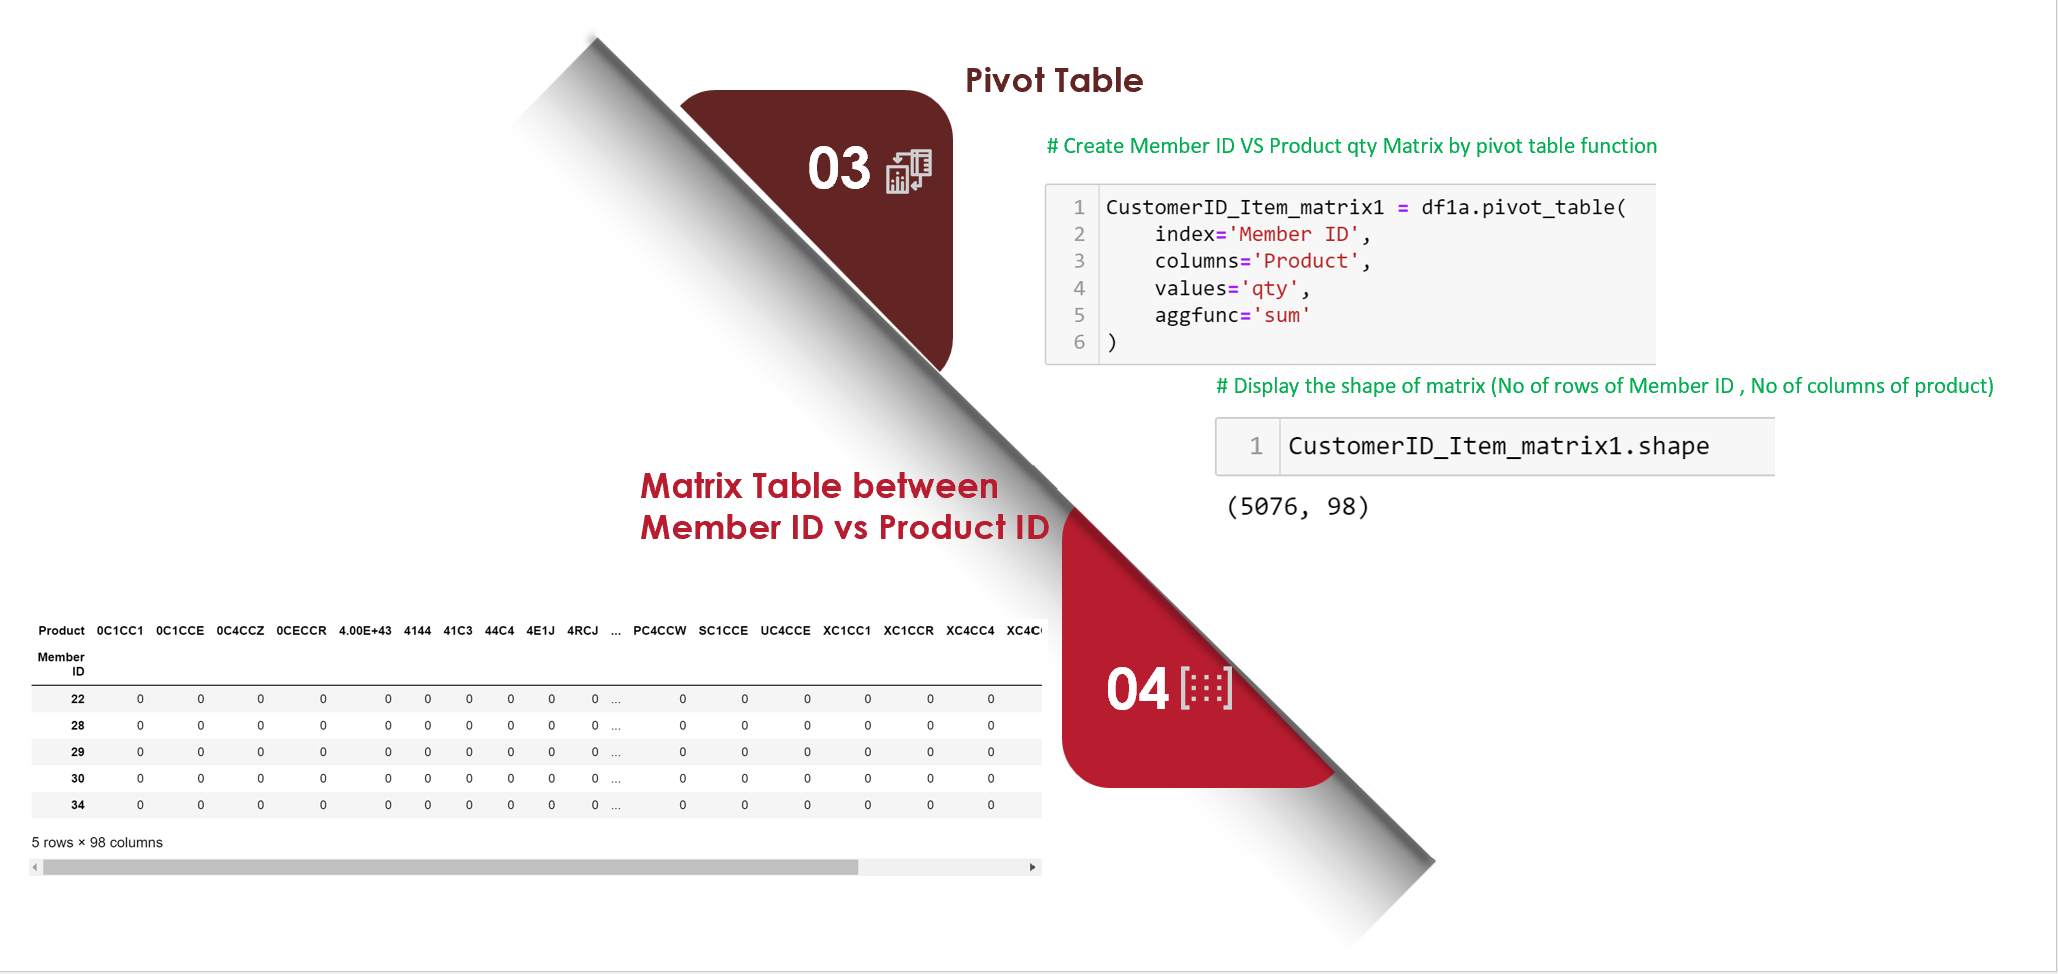 Pivot Table
03
# Create Member ID VS Product qty Matrix by pivot table function
1 CustomerID_Item_matrix1 = df1a.pivot_table(
2 index='Member ID',
3 columns='Product',
4 values='qty',
5 aggfunc='sum'
6 )
# Display the shape of matrix (No of rows of Member ID , No of columns of product)
1 CustomerID_Item_matrix1.shape
(5076, 98)
Matrix Table between
Member ID vs Product ID
04
Product 0C1CC1 0C1CCE 0C4CCZ 0CECCR 4.00E+43 4144 41C3 44C4 4E1J 4RCJ ... PC4CCW SC1CCE UC4CCE XC1CC1 XC1CCR XC4CC4
Member
ID
22 0 0 0 0 0 0 0 0 0 0 ... 0 0 0 0 0 0
28 0 0 0 0 0 0 0 0 0 0 ... 0 0 0 0 0 0
29 0 0 0 0 0 0 0 0 0 0 ... 0 0 0 0 0 0
30 0 0 0 0 0 0 0 0 0 0 ... 0 0 0 0 0 0
34 0 0 0 0 0 0 0 0 0 0 ... 0 0 0 0 0 0
5 rows × 98 columns